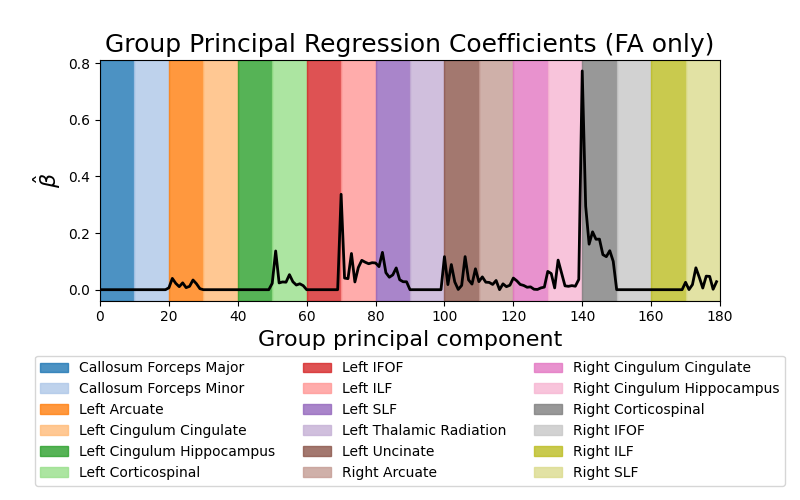 Group Principal Regression Coefficients (FA only)
0.8
0.6
0.4
0.2
0.0
β̂
0 20 40 60 80 100 120 140 160 180
Group principal component
Callosum Forceps Major
Callosum Forceps Minor
Left Arcuate
Left Cingulum Cingulate
Left Cingulum Hippocampus
Left Corticospinal
Left IFOF
Left ILF
Left SLF
Left Thalamic Radiation
Left Uncinate
Right Arcuate
Right Cingulum Cingulate
Right Cingulum Hippocampus
Right Corticospinal
Right IFOF
Right ILF
Right SLF